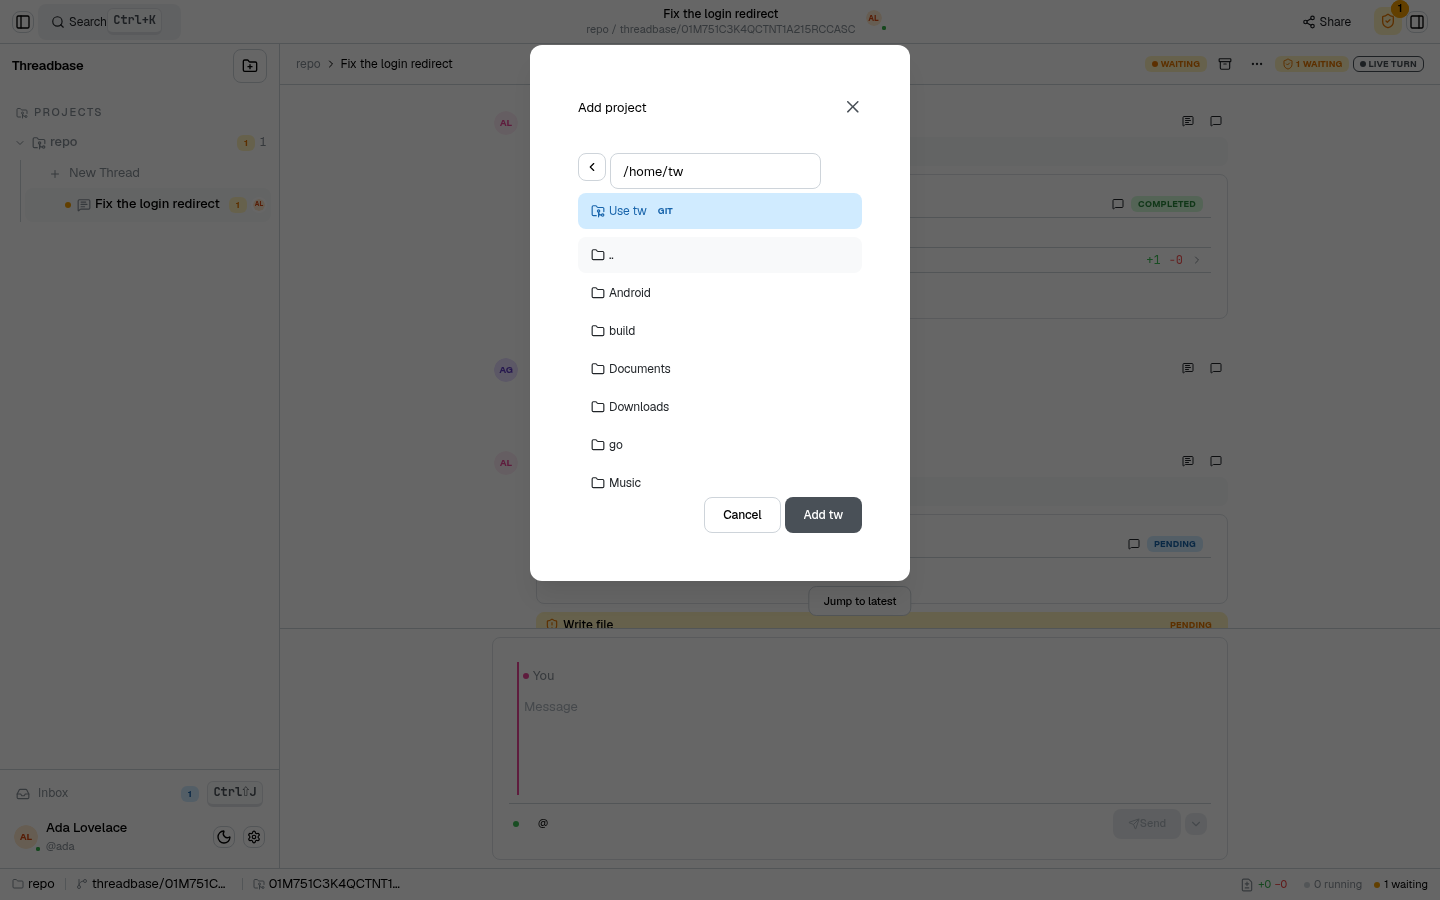 Search Ctrl+K
Fix the login redirect
repo / threadbase/01M751C3K4QCTNT1A215RCCASC
AL
Share
1
Threadbase
repo > Fix the login redirect
WAITING
1 WAITING
LIVE TURN
PROJECTS
repo 1 1
New Thread
Fix the login redirect 1 AL
AL
COMPLETED
+1 -0
AG
AL
PENDING
Add project
/home/tw
Use tw GIT
..
Android
build
Documents
Downloads
go
Music
Cancel Add tw
Jump to latest
Write file PENDING
You
Message
@ Send
Inbox 1 Ctrl⇧J
AL Ada Lovelace
@ada
repo threadbase/01M751C... 01M751C3K4QCTNT1... +0 −0 0 running 1 waiting